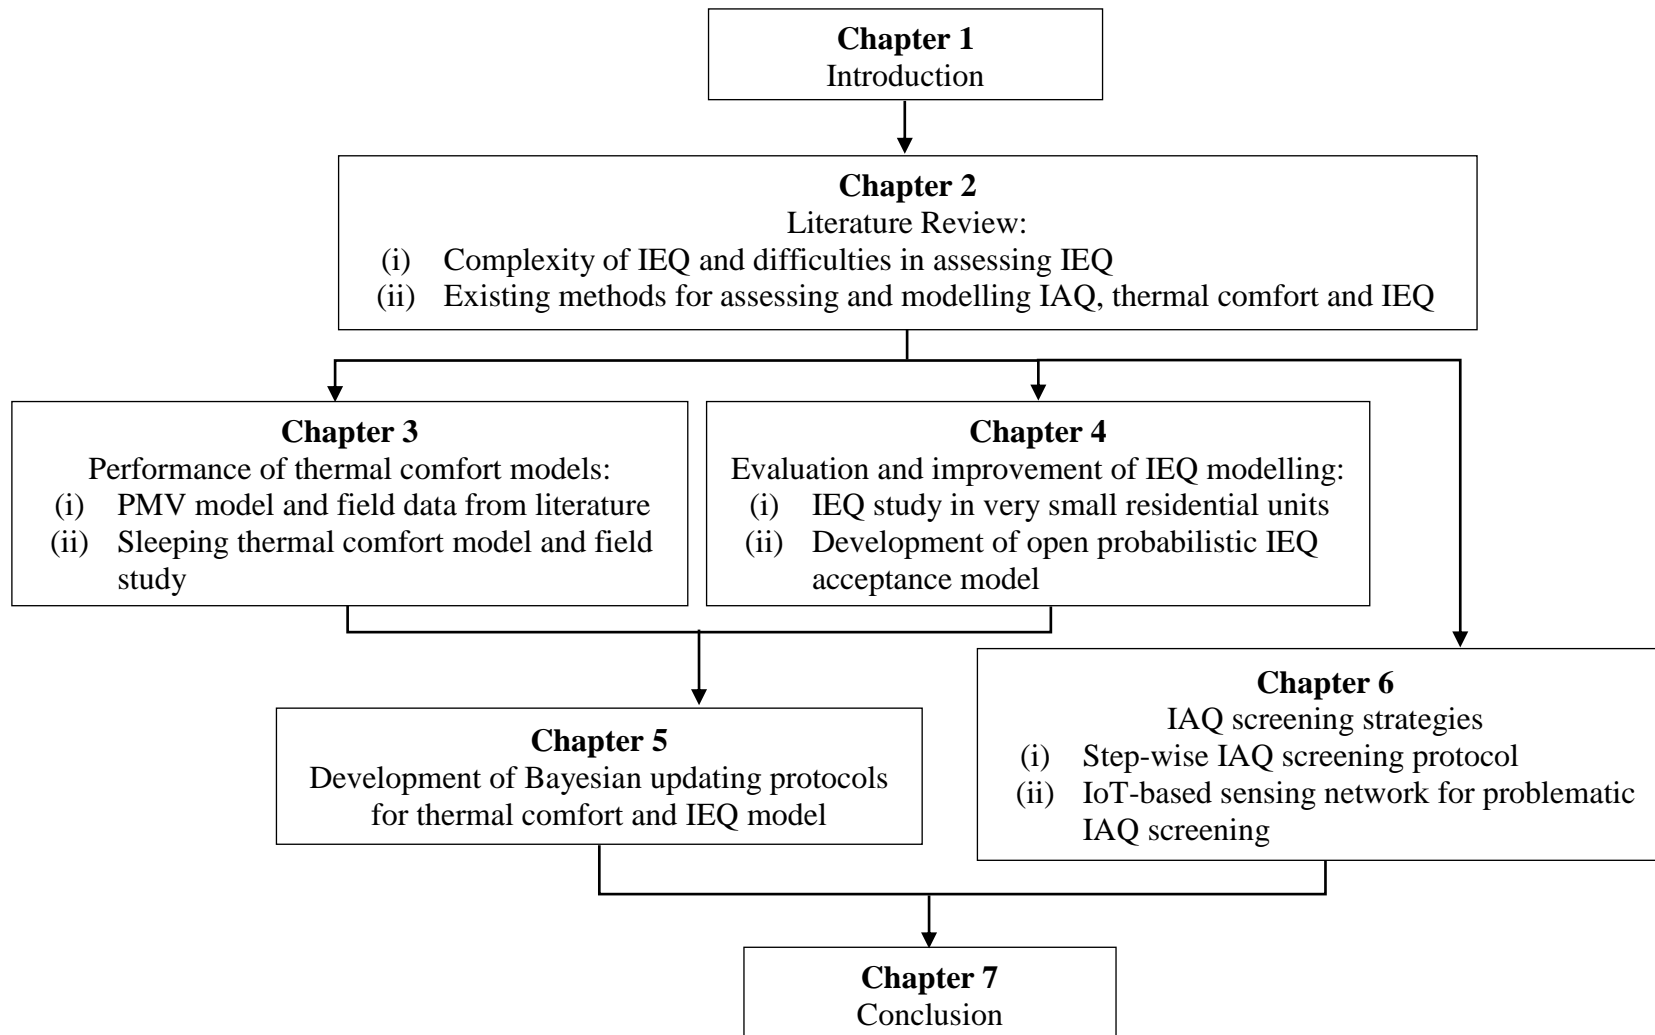 Chapter 1
Introduction
Chapter 2
Literature Review:
(i) Complexity of IEQ and difficulties in assessing IEQ
(ii) Existing methods for assessing and modelling IAQ, thermal comfort and IEQ
Chapter 3
Performance of thermal comfort models:
(i) PMV model and field data from literature
(ii) Sleeping thermal comfort model and field
study
Chapter 4
Evaluation and improvement of IEQ modelling:
(i) IEQ study in very small residential units
(ii) Development of open probabilistic IEQ
acceptance model
Chapter 5
Development of Bayesian updating protocols
for thermal comfort and IEQ model
Chapter 6
IAQ screening strategies
(i) Step-wise IAQ screening protocol
(ii) IoT-based sensing network for problematic
IAQ screening
Chapter 7
Conclusion